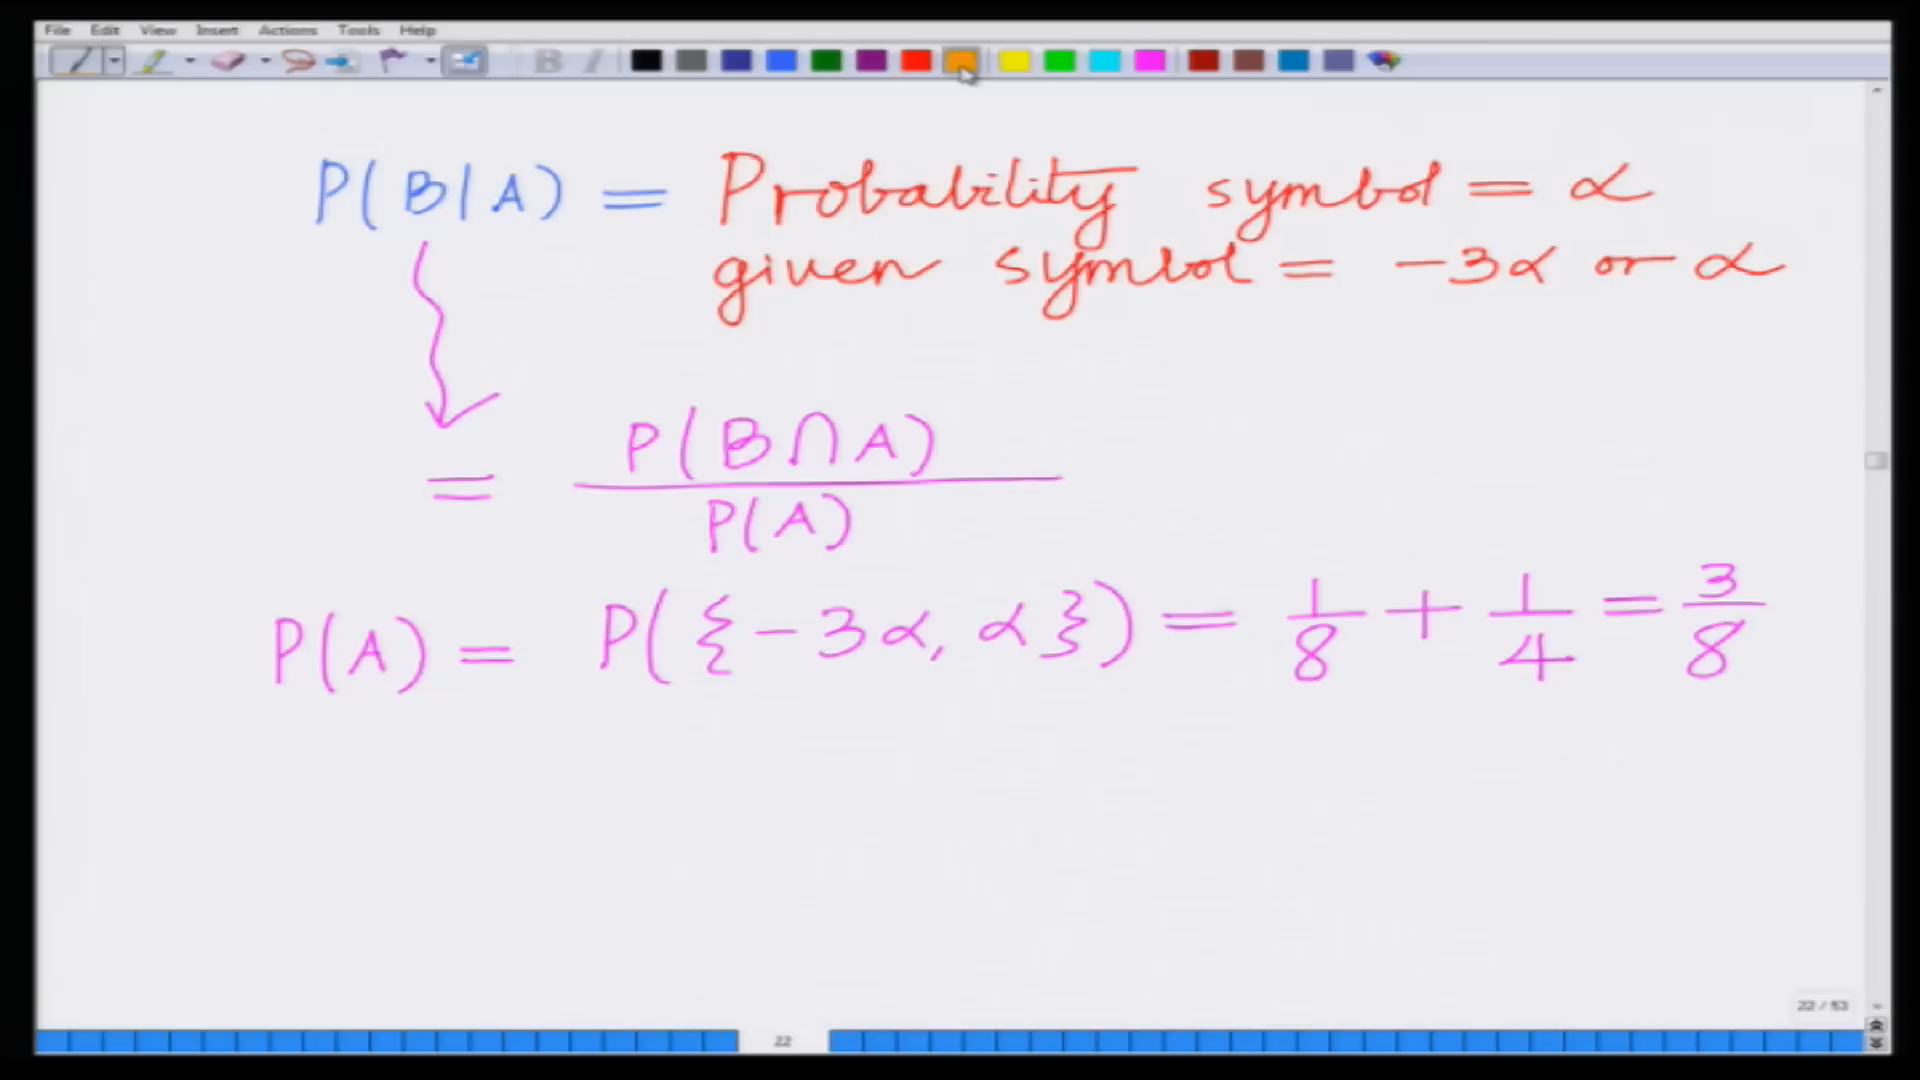 File Edit View Insert Actions Tools Help
B I
P(B|A) = Probability symbol = α
given symbol = -3α or α
= P(B∩A) / P(A)
P(A) = P({-3α, α}) = 1/8 + 1/4 = 3/8
22 / 53
22